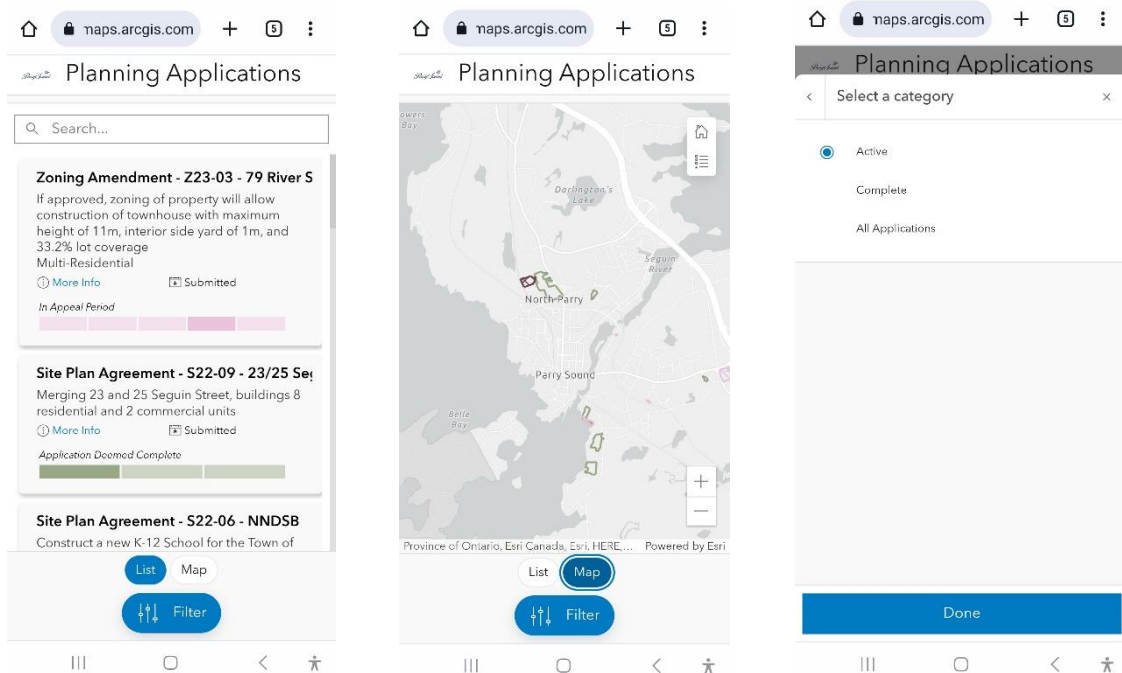 maps.arcgis.com
5
Planning Applications
Search...
Zoning Amendment - Z23-03 - 79 River S
If approved, zoning of property will allow
construction of townhouse with maximum
height of 11m, interior side yard of 1m, and
33.2% lot coverage
Multi-Residential
More Info
Submitted
In Appeal Period
Site Plan Agreement - S22-09 - 23/25 Seg
Merging 23 and 25 Seguin Street, buildings 8
residential and 2 commercial units
More Info
Submitted
Application Deemed Complete
Site Plan Agreement - S22-06 - NNDSB
Construct a new K-12 School for the Town of
List
Map
Filter
maps.arcgis.com
5
Planning Applications
owers
Bay
Darlington's
Lake
Seguin
River
North Parry
Parry Sound
Belle
Bay
Province of Ontario, Esri Canada, Esri, HERE,...
Powered by Esri
List
Map
Filter
maps.arcgis.com
5
Planning Applications
Select a category
Active
Complete
All Applications
Done